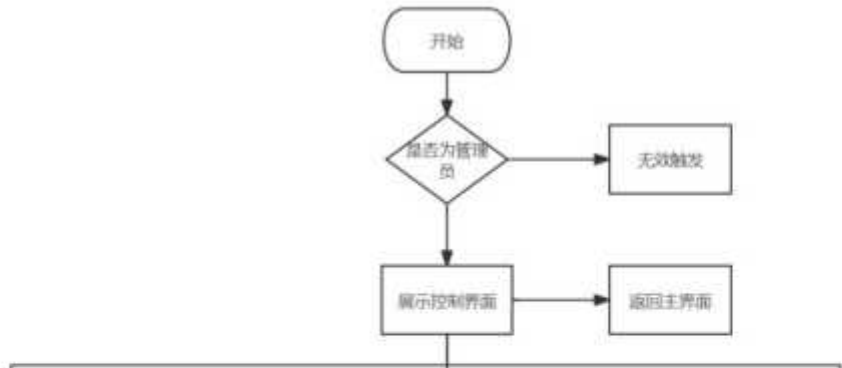 开始
是否为管理
员
无效触发
展示控制界面
返回主界面